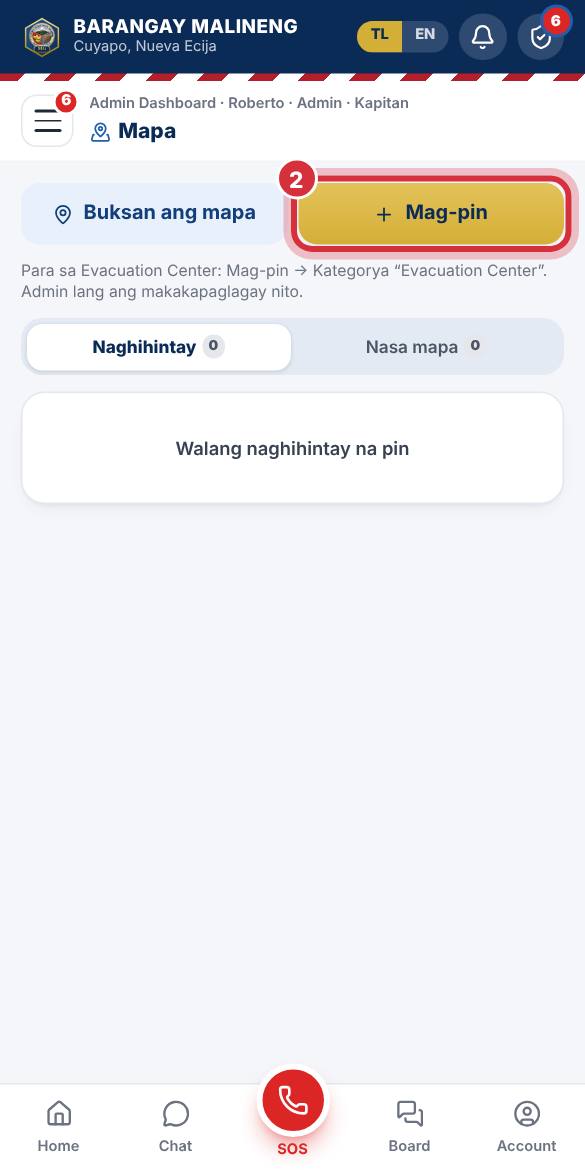 BARANGAY MALINENG
Cuyapo, Nueva Ecija
TL EN
6
6
Admin Dashboard · Roberto · Admin · Kapitan
Mapa
2
Buksan ang mapa
+ Mag-pin
Para sa Evacuation Center: Mag-pin → Kategorya “Evacuation Center”.
Admin lang ang makakapaglagay nito.
Naghihintay 0
Nasa mapa 0
Walang naghihintay na pin
Home
Chat
SOS
Board
Account